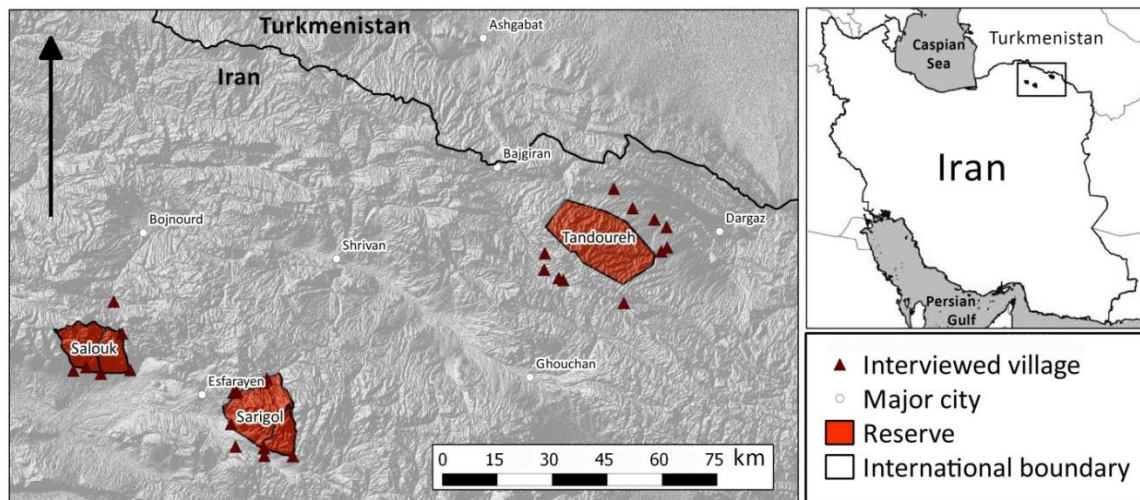 Turkmenistan
Ashgabat
Iran
Bajgiran
Bojnourd
Shrivan
Tandoureh
Dargaz
Salouk
Esfarayen
Sarigol
Ghouchan
0 15 30 45 60 75 km
Caspian
Sea
Turkmenistan
Iran
Persian
Gulf
Interviewed village
Major city
Reserve
International boundary